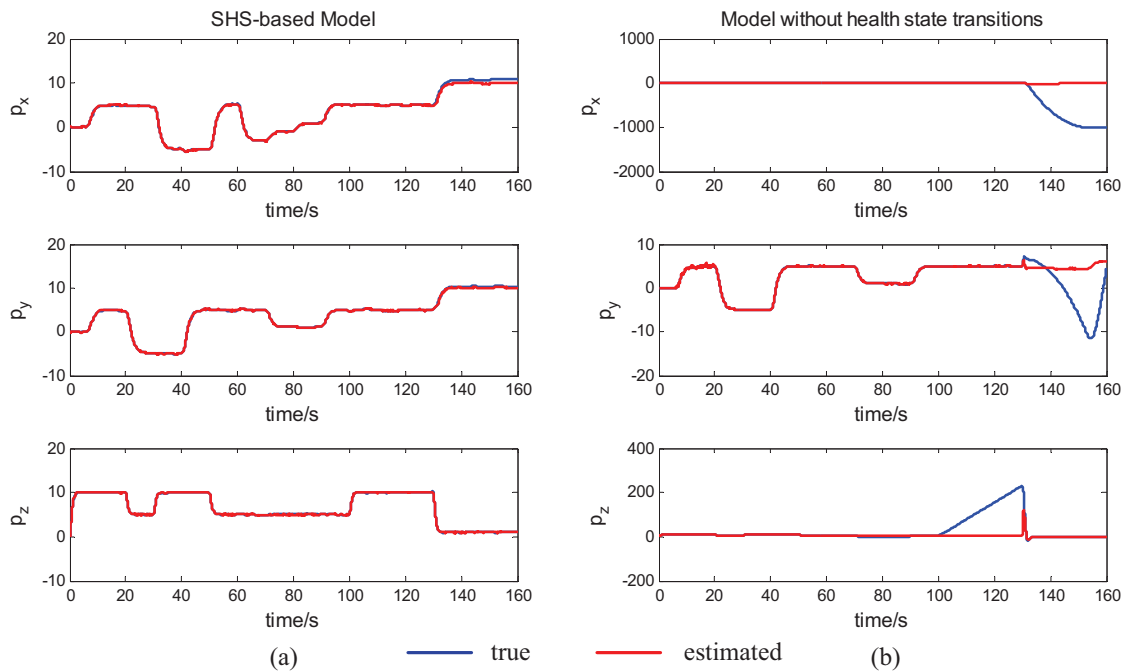 SHS-based Model
Model without health state transitions
20
10
0
-10
p_x
0 20 40 60 80 100 120 140 160
time/s
1000
0
-1000
-2000
p_x
0 20 40 60 80 100 120 140 160
time/s
20
10
0
-10
p_y
0 20 40 60 80 100 120 140 160
time/s
10
0
-10
-20
p_y
0 20 40 60 80 100 120 140 160
time/s
20
10
0
-10
p_z
0 20 40 60 80 100 120 140 160
time/s
400
200
0
-200
p_z
0 20 40 60 80 100 120 140 160
time/s
(a) true estimated (b)